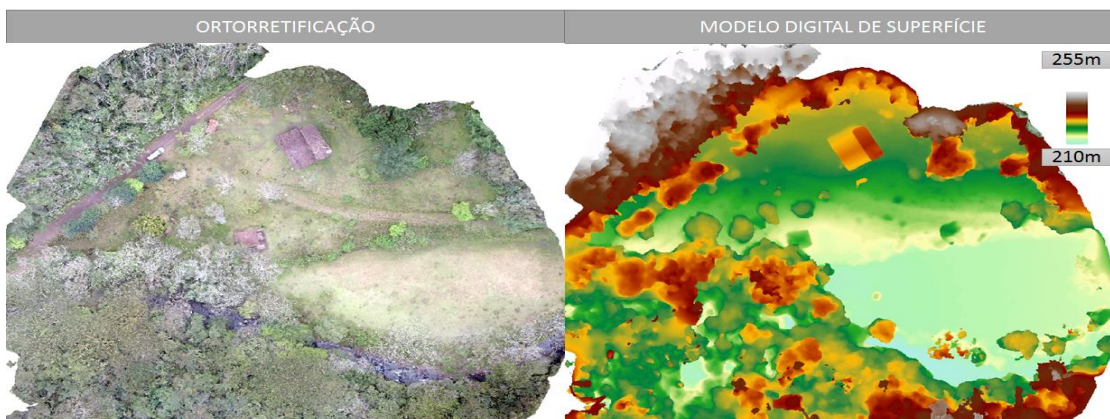 ORTORRETIFICAÇÃO
MODELO DIGITAL DE SUPERFÍCIE
255m
210m